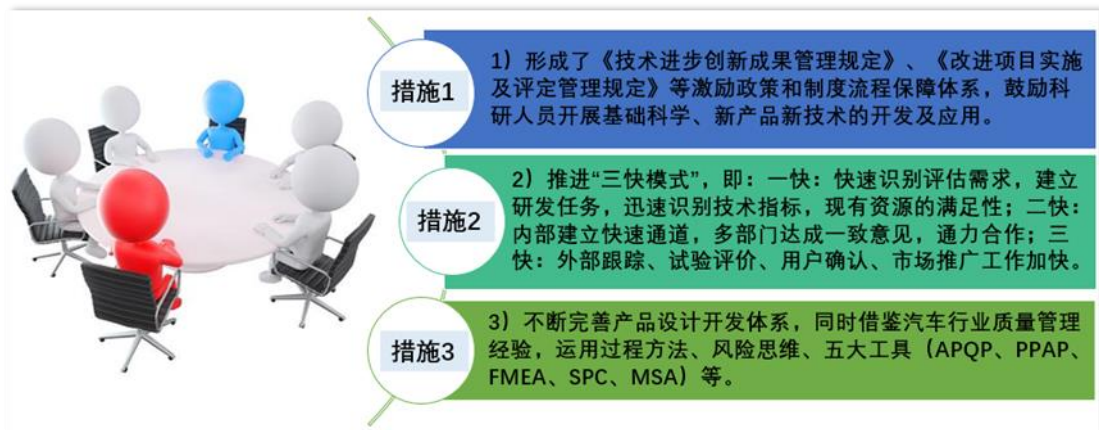 措施1
1）形成了《技术进步创新成果管理规定》、《改进项目实施
及评定管理规定》等激励政策和制度流程保障体系，鼓励科
研人员开展基础科学、新产品新技术的开发及应用。
措施2
2）推进“三快模式”，即：一快：快速识别评估需求，建立
研发任务，迅速识别技术指标，现有资源的满足性；二快：
内部建立快速通道，多部门达成一致意见，通力合作；三
快：外部跟踪、试验评价、用户确认、市场推广工作加快。
措施3
3）不断完善产品设计开发体系，同时借鉴汽车行业质量管理
经验，运用过程方法、风险思维、五大工具（APQP、PPAP、
FMEA、SPC、MSA）等。